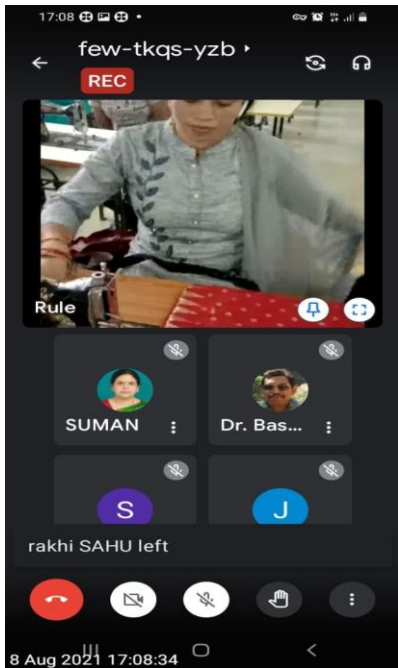 17:08
few-tkqs-yzb
REC
Rule
SUMAN
Dr. Bas...
S
J
rakhi SAHU left
8 Aug 2021 17:08:34